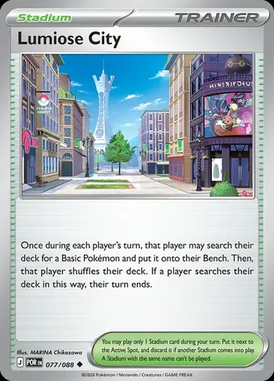 Stadium
TRAINER
Lumiose City
Once during each player's turn, that player may search
their deck for a Basic Pokémon and put it onto their Bench. Then,
that player shuffles their deck. If a player searches their
deck in this way, their turn ends.
Illus. MARINA Chikazawa
J POR EN 077/088
©2026 Pokémon / Nintendo / Creatures / GAME FREAK
You may play only 1 Stadium card during your turn. Put it next to
the Active Spot, and discard it if another Stadium comes into play.
A Stadium with the same name can't be played.